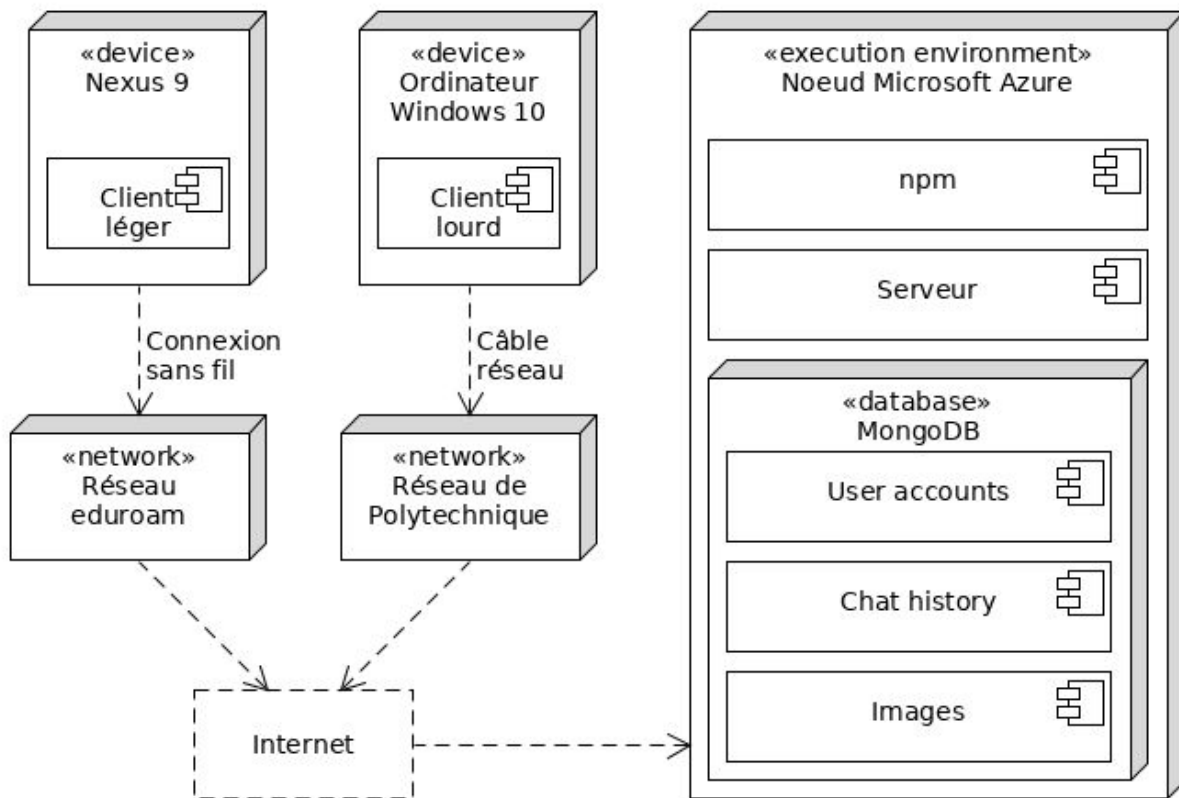 «device»
Nexus 9
Client
léger
«device»
Ordinateur
Windows 10
Client
lourd
«execution environment»
Noeud Microsoft Azure
npm
Serveur
«database»
MongoDB
User accounts
Chat history
Images
Connexion
sans fil
Câble
réseau
«network»
Réseau
eduroam
«network»
Réseau de
Polytechnique
Internet